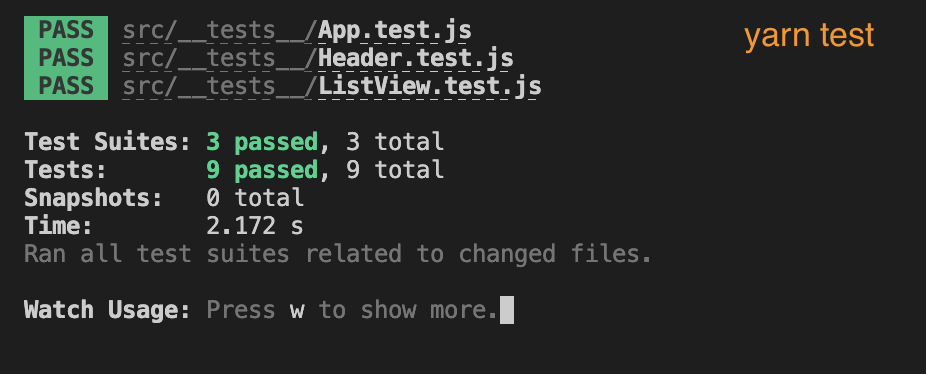 PASS src/__tests__/App.test.js
yarn test
PASS src/__tests__/Header.test.js
PASS src/__tests__/ListView.test.js
Test Suites: 3 passed, 3 total
Tests: 9 passed, 9 total
Snapshots: 0 total
Time: 2.172 s
Ran all test suites related to changed files.
Watch Usage: Press w to show more.